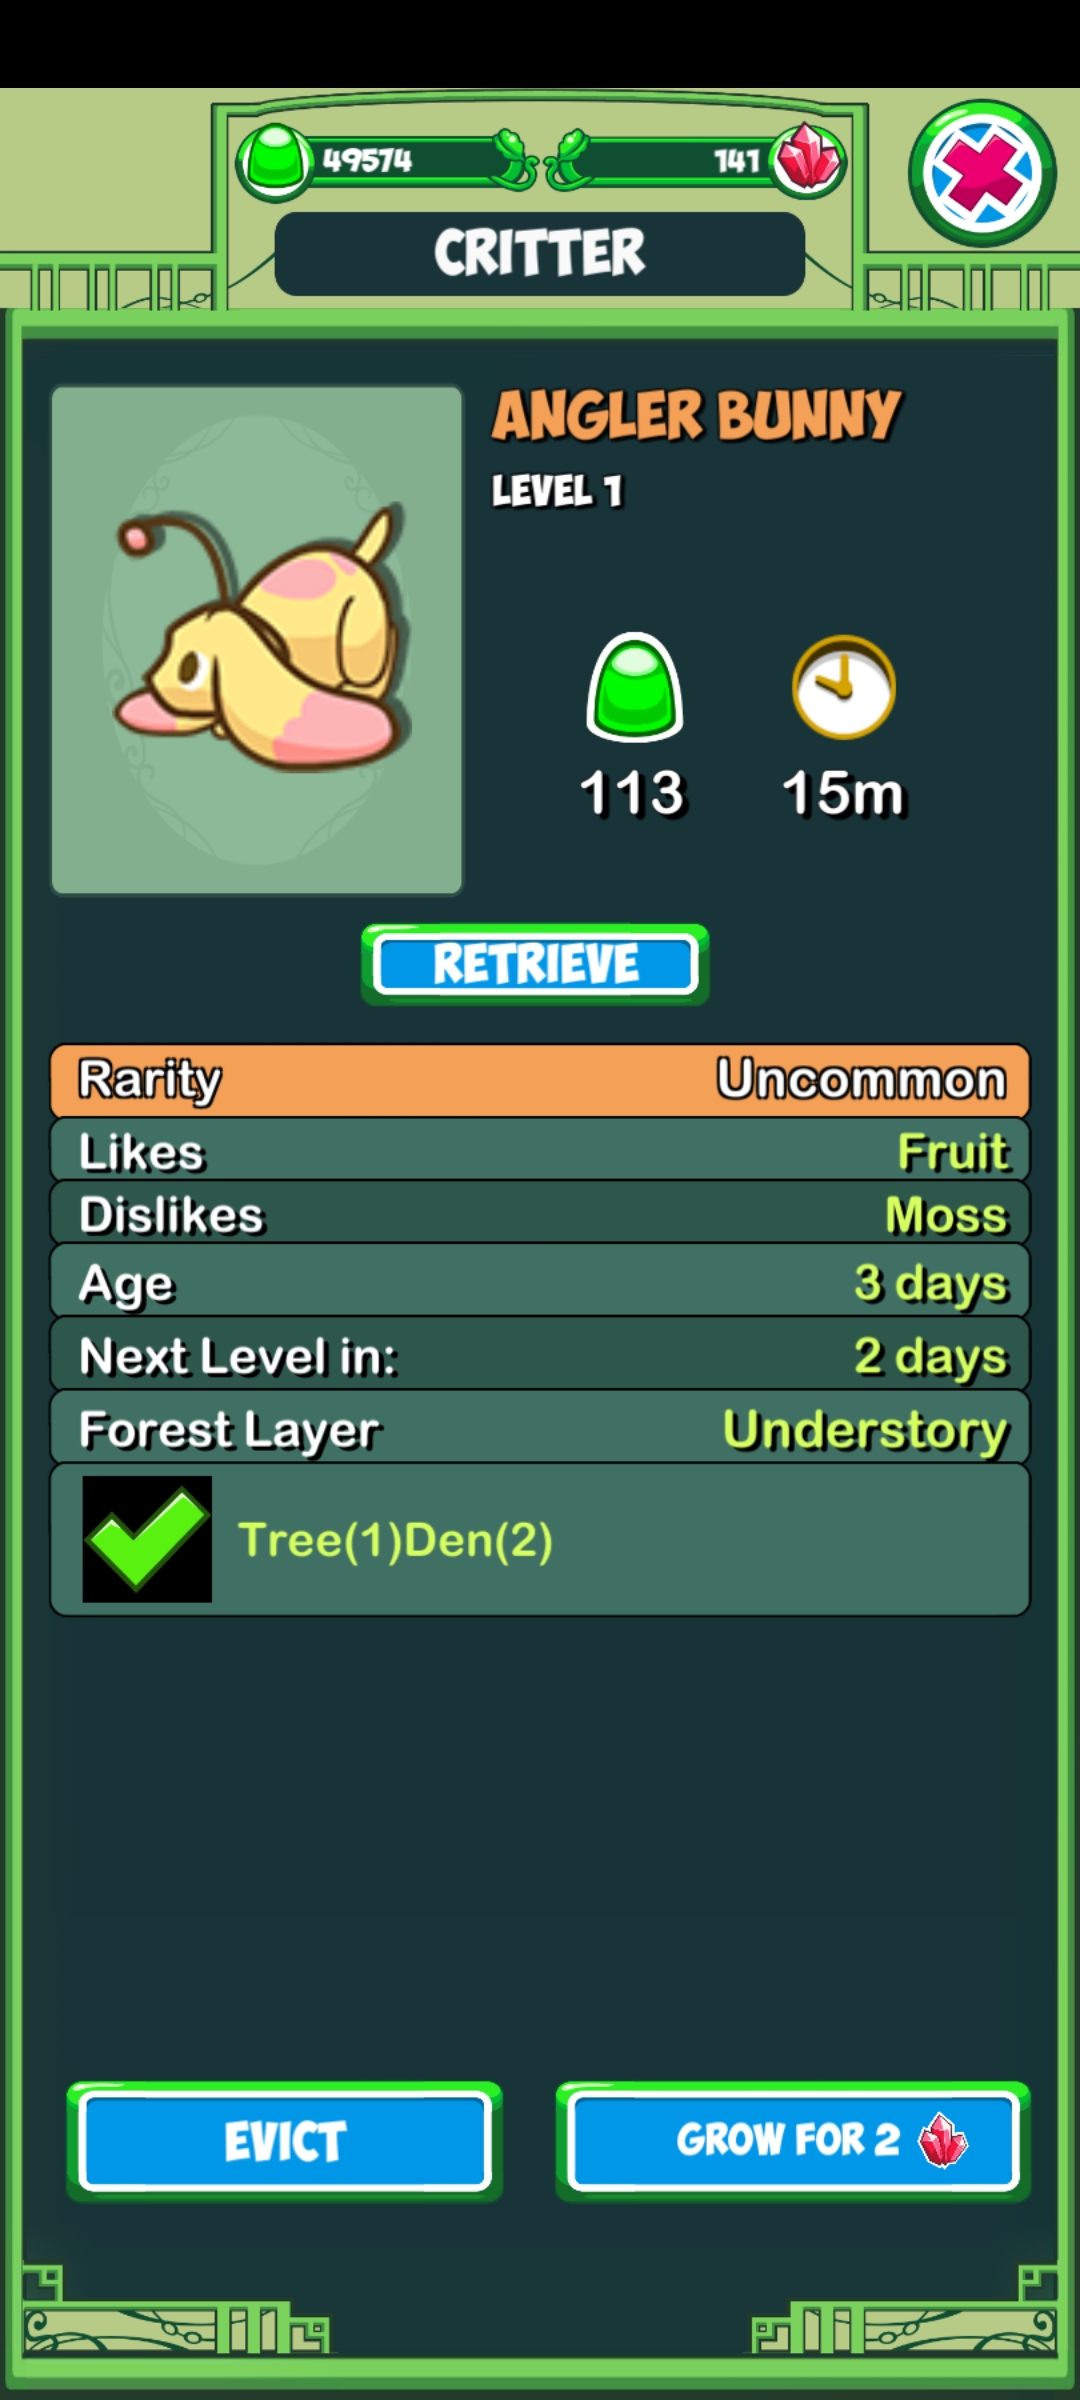 49574 141
CRITTER
ANGLER BUNNY
LEVEL 1
113 15m
RETRIEVE
Rarity Uncommon
Likes Fruit
Dislikes Moss
Age 3 days
Next Level in: 2 days
Forest Layer Understory
Tree(1)Den(2)
EVICT GROW FOR 2